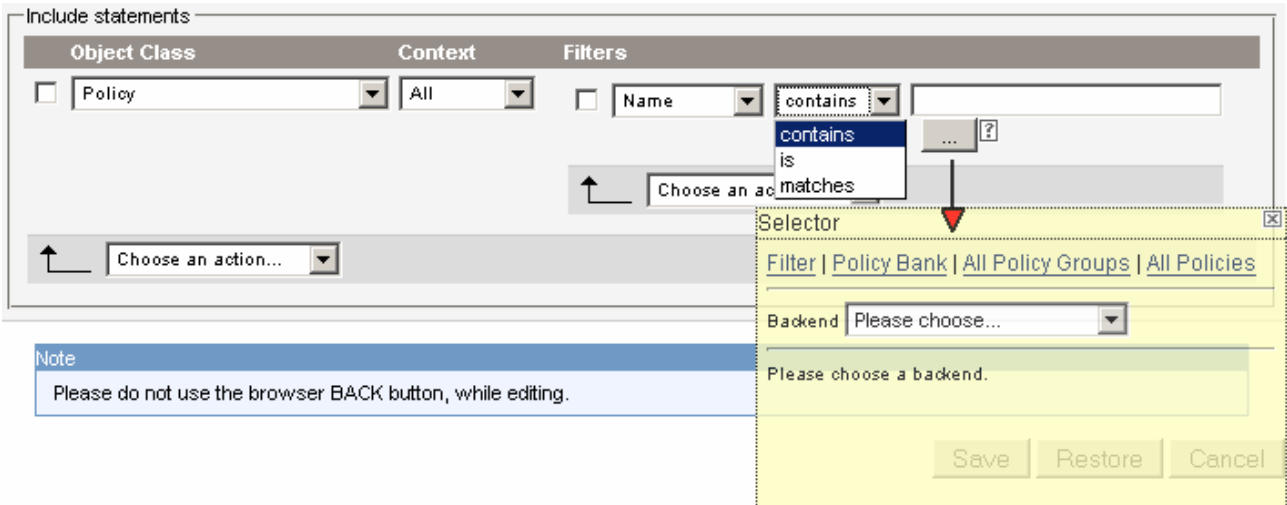 Include statements
Object Class Context Filters
Policy All Name contains
contains
is
matches
... ?
Choose an ac
Choose an action...
Selector
Filter | Policy Bank | All Policy Groups | All Policies
Backend Please choose...
Please choose a backend.
Note
Please do not use the browser BACK button, while editing.
Save Restore Cancel